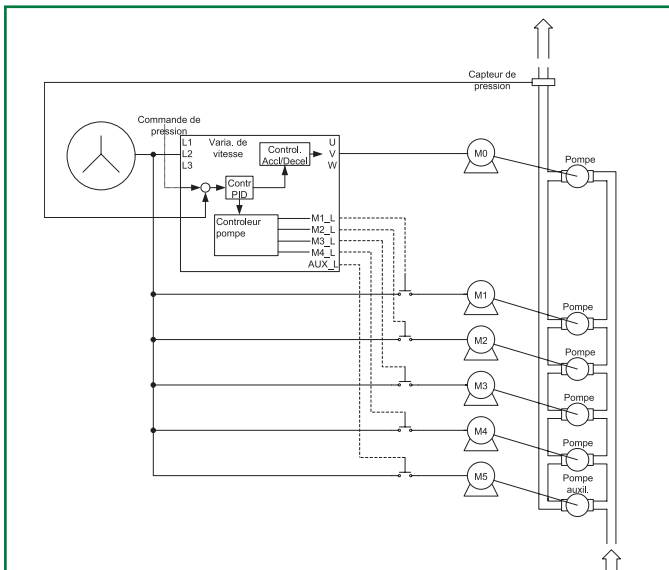 Capteur de
pression
Commande de
pression
L1
L2
L3
Varia. de
vitesse
Control.
Accl/Decel
U
V
W
M0
Pompe
Contr
PID
Controleur
pompe
M1_L
M2_L
M3_L
M4_L
AUX_L
M1
Pompe
M2
Pompe
M3
Pompe
M4
Pompe
M5
Pompe
auxil.